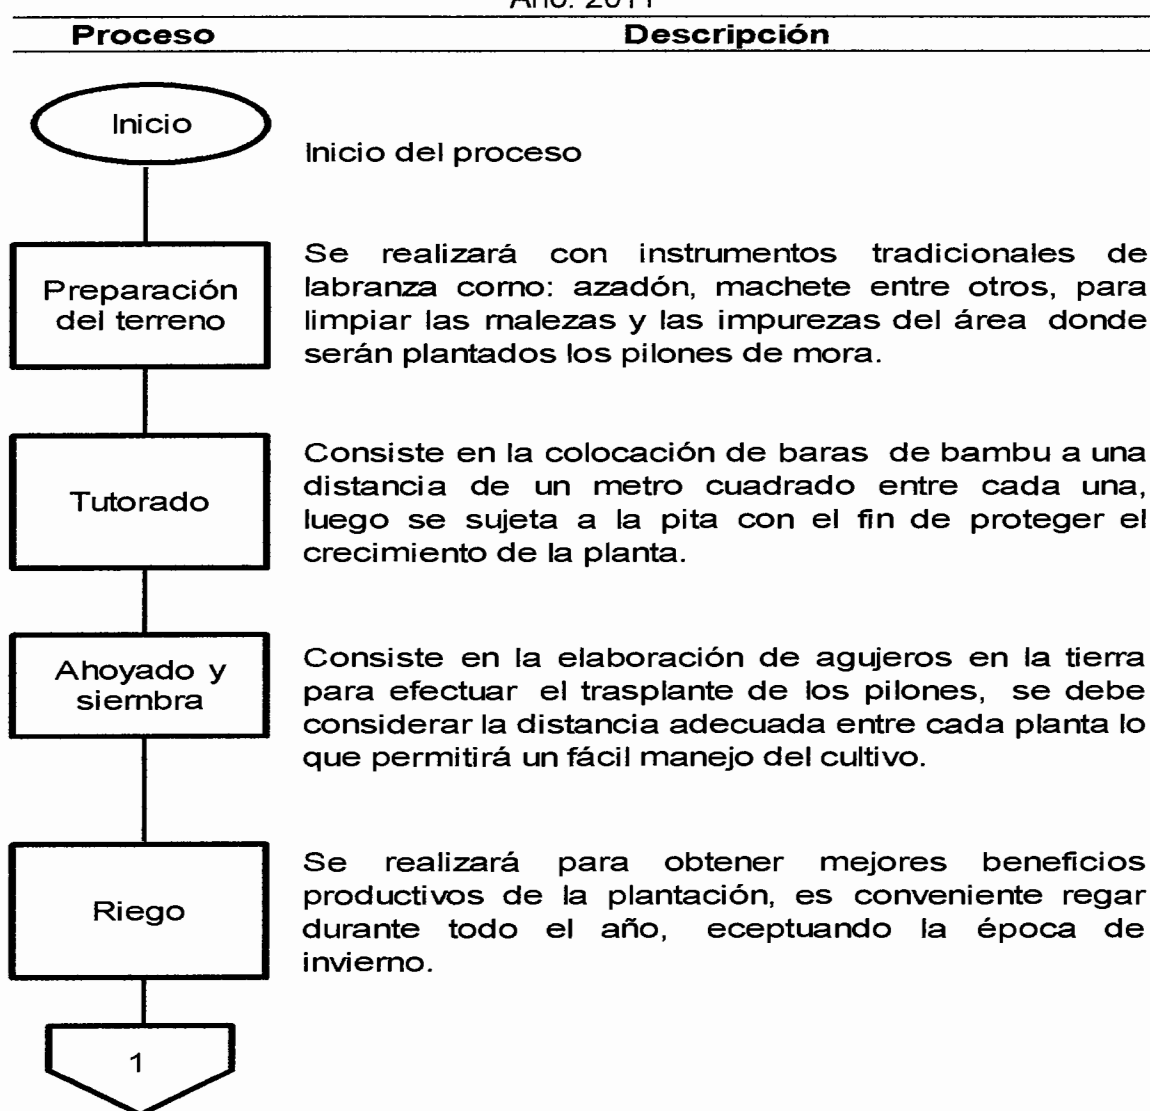 Año: 2011
Proceso Descripción
Inicio
Inicio del proceso
Preparación
del terreno
Se realizará con instrumentos tradicionales de
labranza como: azadón, machete entre otros, para
limpiar las malezas y las impurezas del área donde
serán plantados los pilones de mora.
Tutorado
Consiste en la colocación de baras de bambu a una
distancia de un metro cuadrado entre cada una,
luego se sujeta a la pita con el fin de proteger el
crecimiento de la planta.
Ahoyado y
siembra
Consiste en la elaboración de agujeros en la tierra
para efectuar el trasplante de los pilones, se debe
considerar la distancia adecuada entre cada planta lo
que permitirá un fácil manejo del cultivo.
Riego
Se realizará para obtener mejores beneficios
productivos de la plantación, es conveniente regar
durante todo el año, eceptuando la época de
invierno.
1